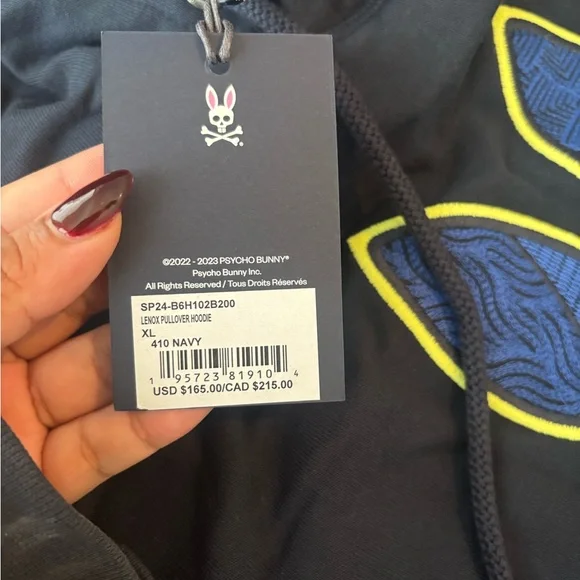 ©2022 - 2023 PSYCHO BUNNY®
Psycho Bunny Inc.
All Rights Reserved / Tous Droits Réservés
SP24-B6H102B200
LENOX PULLOVER HOODIE
XL
410 NAVY
1 95723 81910 4
USD $165.00/CAD $215.00